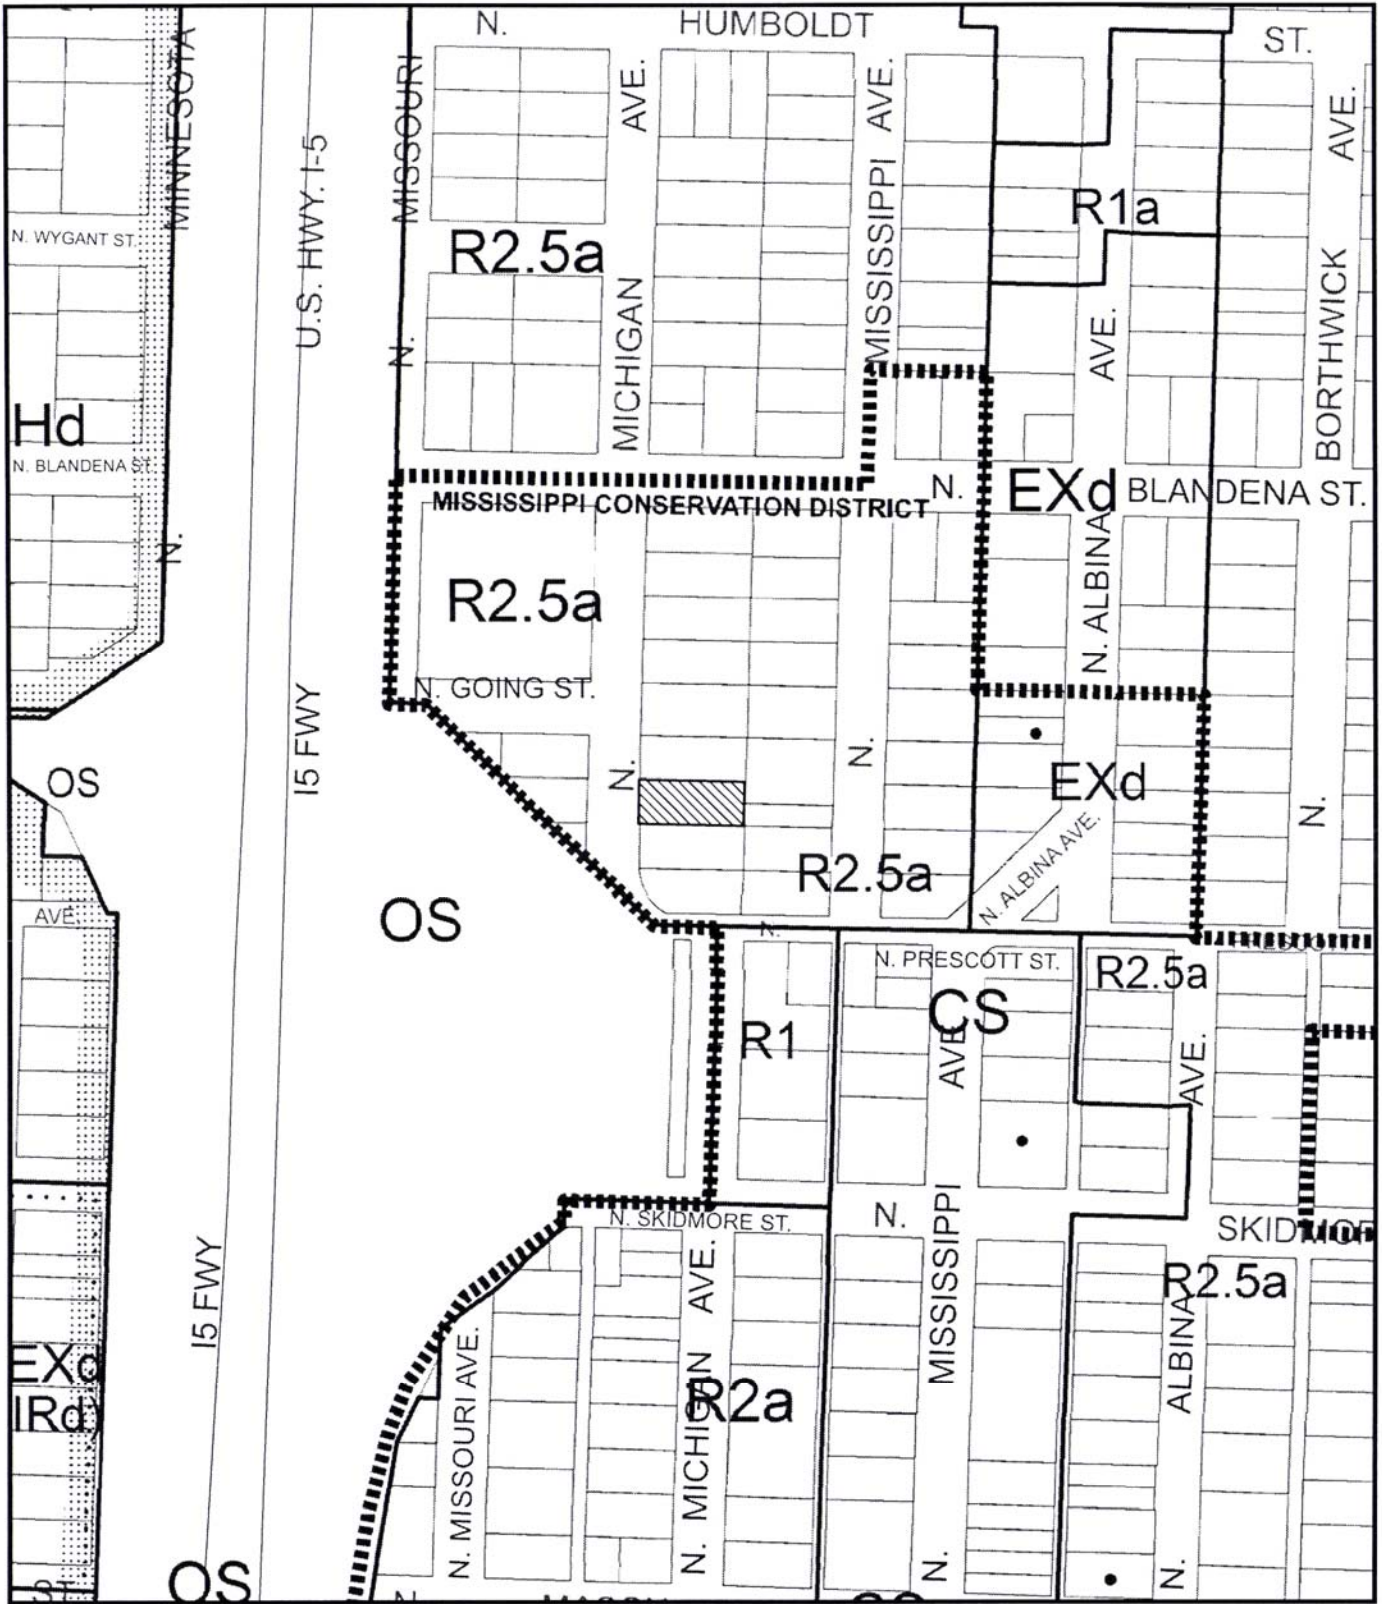 N. HUMBOLDT ST.
MINNESOTA
N.
U.S. HWY. I-5
MISSOURI
N.
AVE.
MICHIGAN
AVE.
MISSISSIPPI
AVE.
BORTHWICK
R1a
N. WYGANT ST.
R2.5a
AVE.
Hd
N. BLANDENA ST.
N. BLANDENA ST.
EXd
MISSISSIPPI CONSERVATION DISTRICT
R2.5a
N. ALBINA
N. GOING ST.
I5 FWY
N.
N.
N.
OS
EXd
N. ALBINA AVE.
R2.5a
AVE.
OS
N.
N. PRESCOTT ST.
R2.5a
CS
R1
AVE.
AVE.
N. SKIDMORE ST.
N.
R2.5a
I5 FWY
AVE.
MISSISSIPPI
ALBINA
EXd
IRd)
R2a
N. MISSOURI AVE.
N. MICHIGAN
N.
N.
OS
ST.
N.